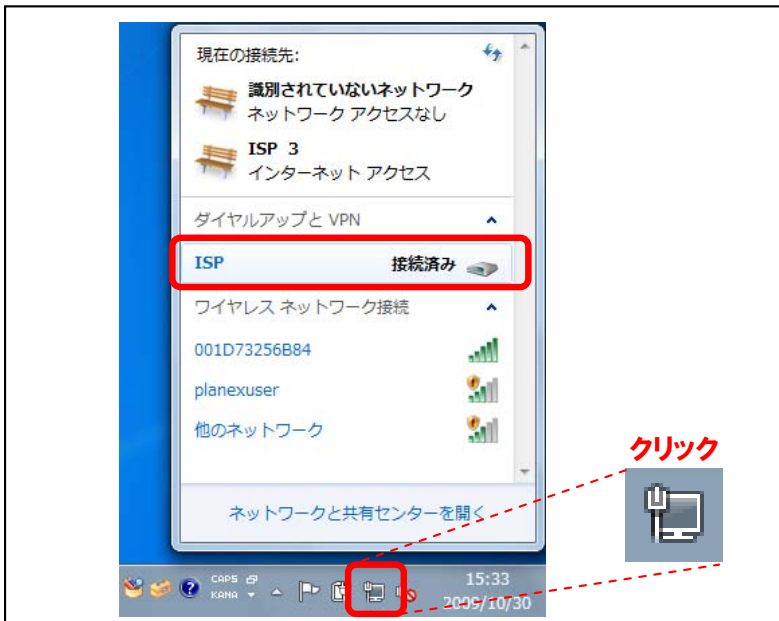 現在の接続先:
識別されていないネットワーク
ネットワーク アクセスなし
ISP 3
インターネット アクセス
ダイヤルアップと VPN
ISP 接続済み
ワイヤレス ネットワーク接続
001D73256B84
planexuser
他のネットワーク
ネットワークと共有センターを開く
クリック
CAPS
KANA
15:33
2009/10/30